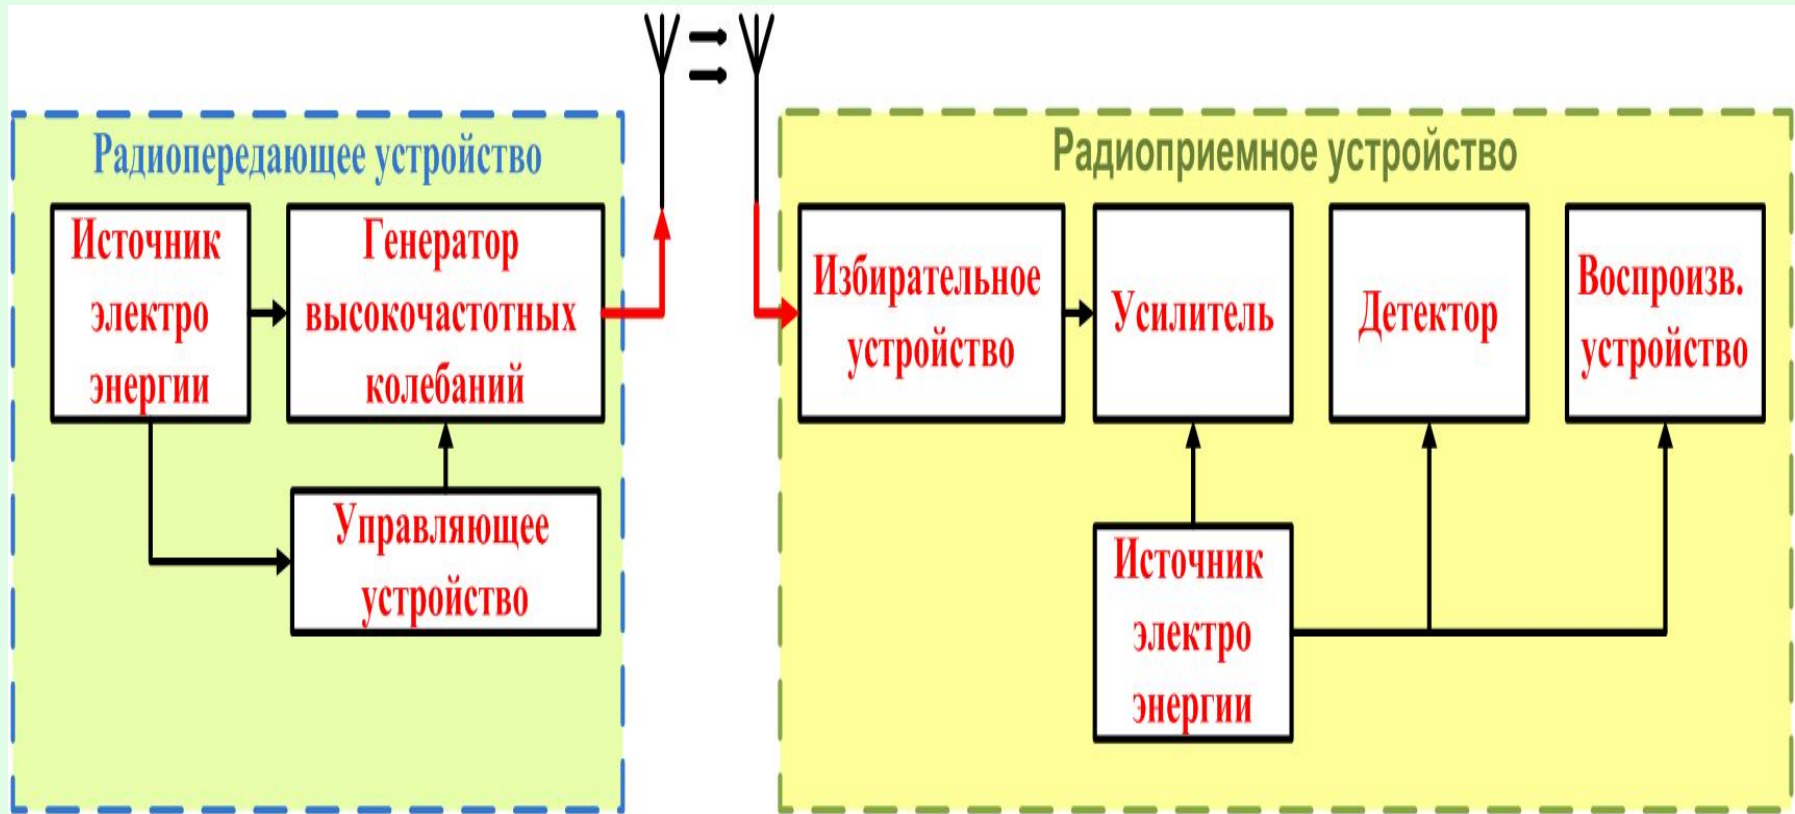 Радиопередающее устройство
Источник
электро
энергии
Генератор
высокочастотных
колебаний
Управляющее
устройство
Радиоприемное устройство
Избирательное
устройство
Усилитель
Детектор
Воспроизв.
устройство
Источник
электро
энергии